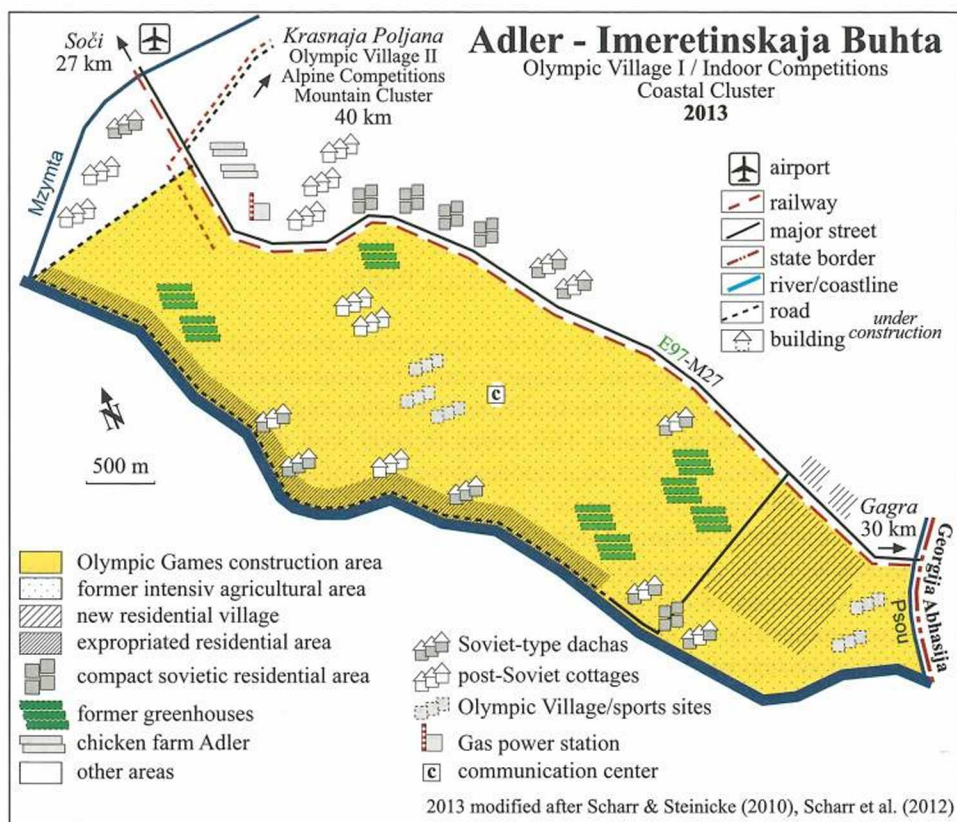 Adler - Imeretinskaja Buhta
Olympic Village I / Indoor Competitions
Coastal Cluster
2013
Soči
27 km
Krasnaja Poljana
Olympic Village II
Alpine Competitions
Mountain Cluster
40 km
Mzymta
airport
railway
major street
state border
river/coastline
road
building
under
construction
E97-M27
c
N
500 m
Gagra
30 km
Georgija
Abhasija
Psou
Olympic Games construction area
former intensiv agricultural area
new residential village
expropriated residential area
compact sovietic residential area
former greenhouses
chicken farm Adler
other areas
Soviet-type dachas
post-Soviet cottages
Olympic Village/sports sites
Gas power station
c communication center
2013 modified after Scharr & Steinicke (2010), Scharr et al. (2012)